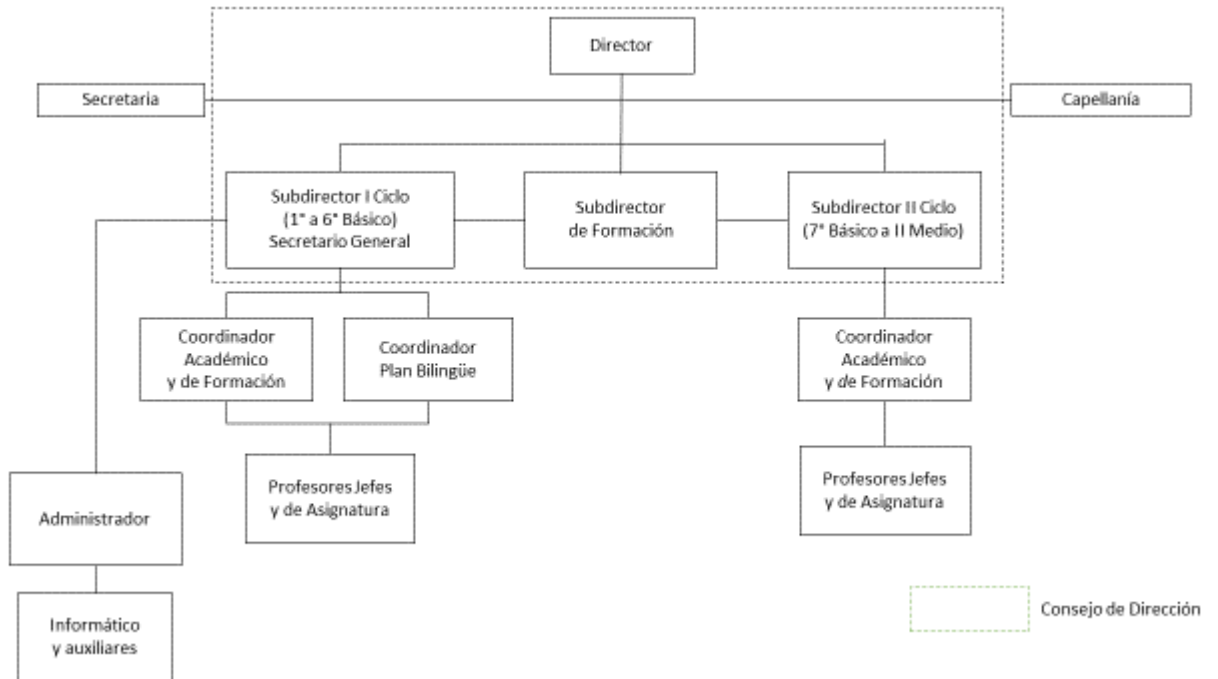 Director
Secretaria
Capellanía
Subdirector I Ciclo
(1° a 6° Básico)
Secretario General
Subdirector
de Formación
Subdirector II Ciclo
(7° Básico a II Medio)
Coordinador
Académico
y de Formación
Coordinador
Plan Bilingüe
Coordinador
Académico
y de Formación
Profesores Jefes
y de Asignatura
Profesores Jefes
y de Asignatura
Administrador
Informático
y auxiliares
Consejo de Dirección